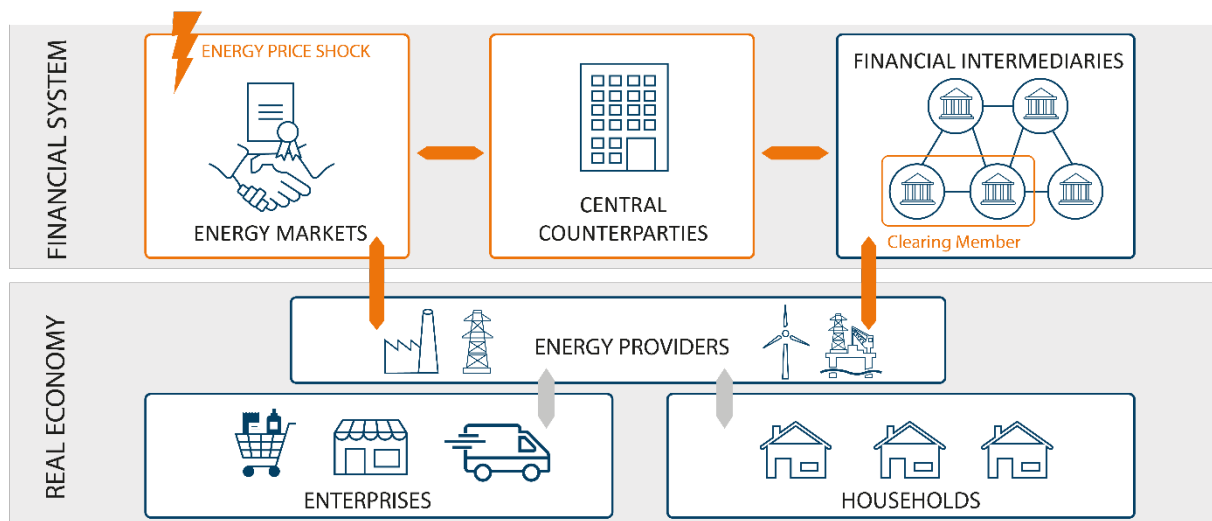 FINANCIAL SYSTEM
ENERGY PRICE SHOCK
ENERGY MARKETS
CENTRAL
COUNTERPARTIES
FINANCIAL INTERMEDIARIES
Clearing Member
REAL ECONOMY
ENERGY PROVIDERS
ENTERPRISES
HOUSEHOLDS